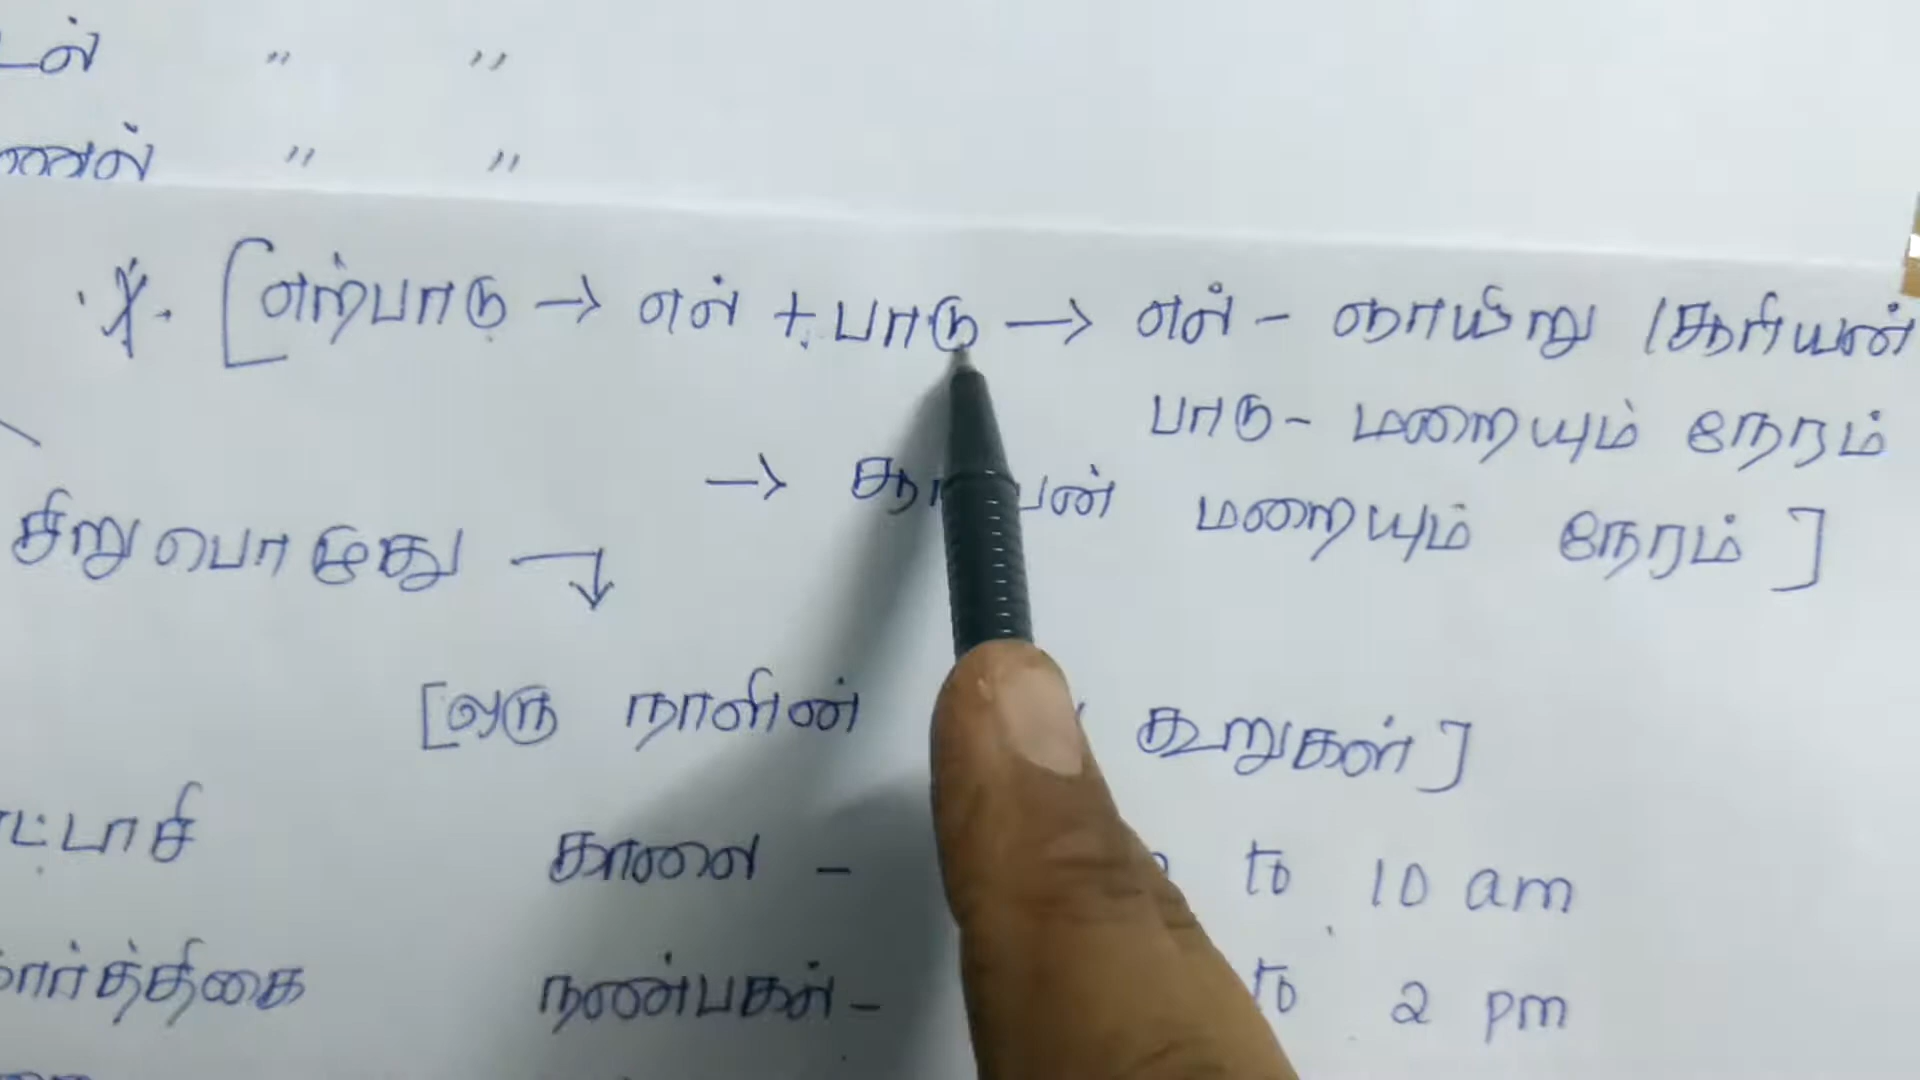 " "
" "
*. [எற்பாடு → எல் + பாடு → எல் - ஞாயிறு (சூரியன்
பாடு - மறையும் நேரம்
→ மறையும் நேரம் ]
சிறுபொழுது
[ஒரு நாளின் கூறுகள்]
காலை - to 10 am
நண்பகல் - to 2 pm